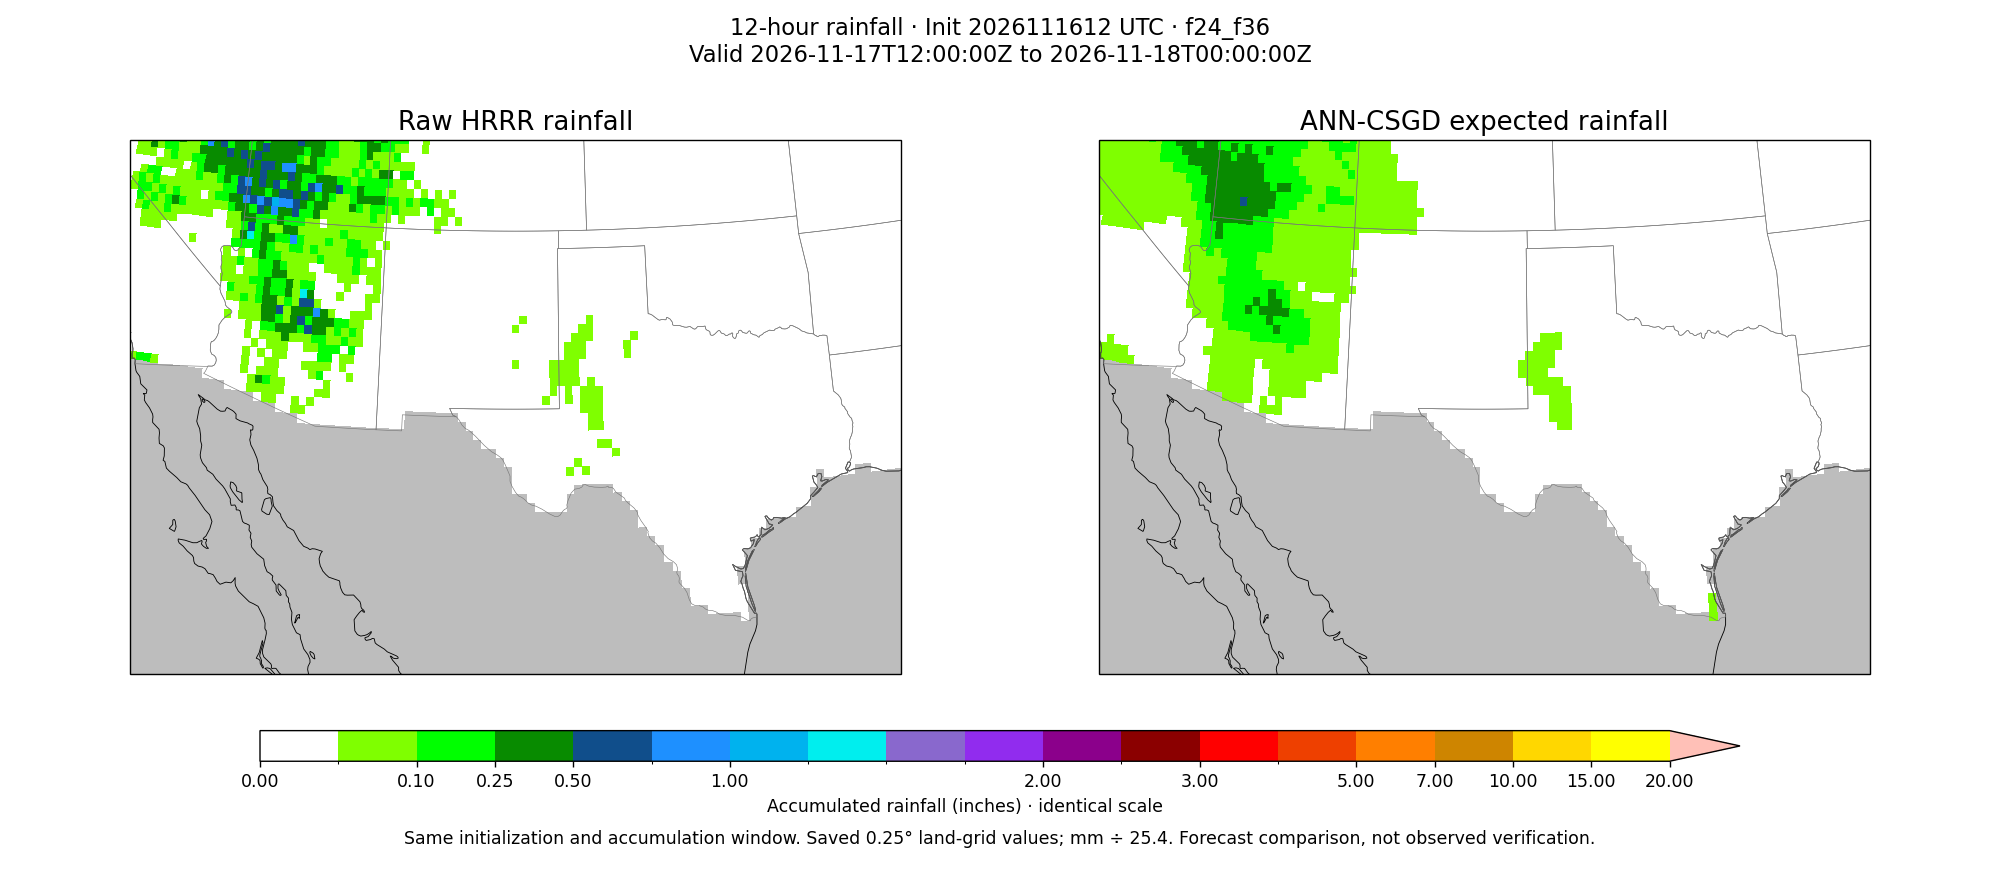 12-hour rainfall · Init 2026111612 UTC · f24_f36
Valid 2026-11-17T12:00:00Z to 2026-11-18T00:00:00Z
Raw HRRR rainfall
ANN-CSGD expected rainfall
0.00 0.10 0.25 0.50 1.00 2.00 3.00 5.00 7.00 10.00 15.00 20.00
Accumulated rainfall (inches) · identical scale
Same initialization and accumulation window. Saved 0.25° land-grid values; mm ÷ 25.4. Forecast comparison, not observed verification.